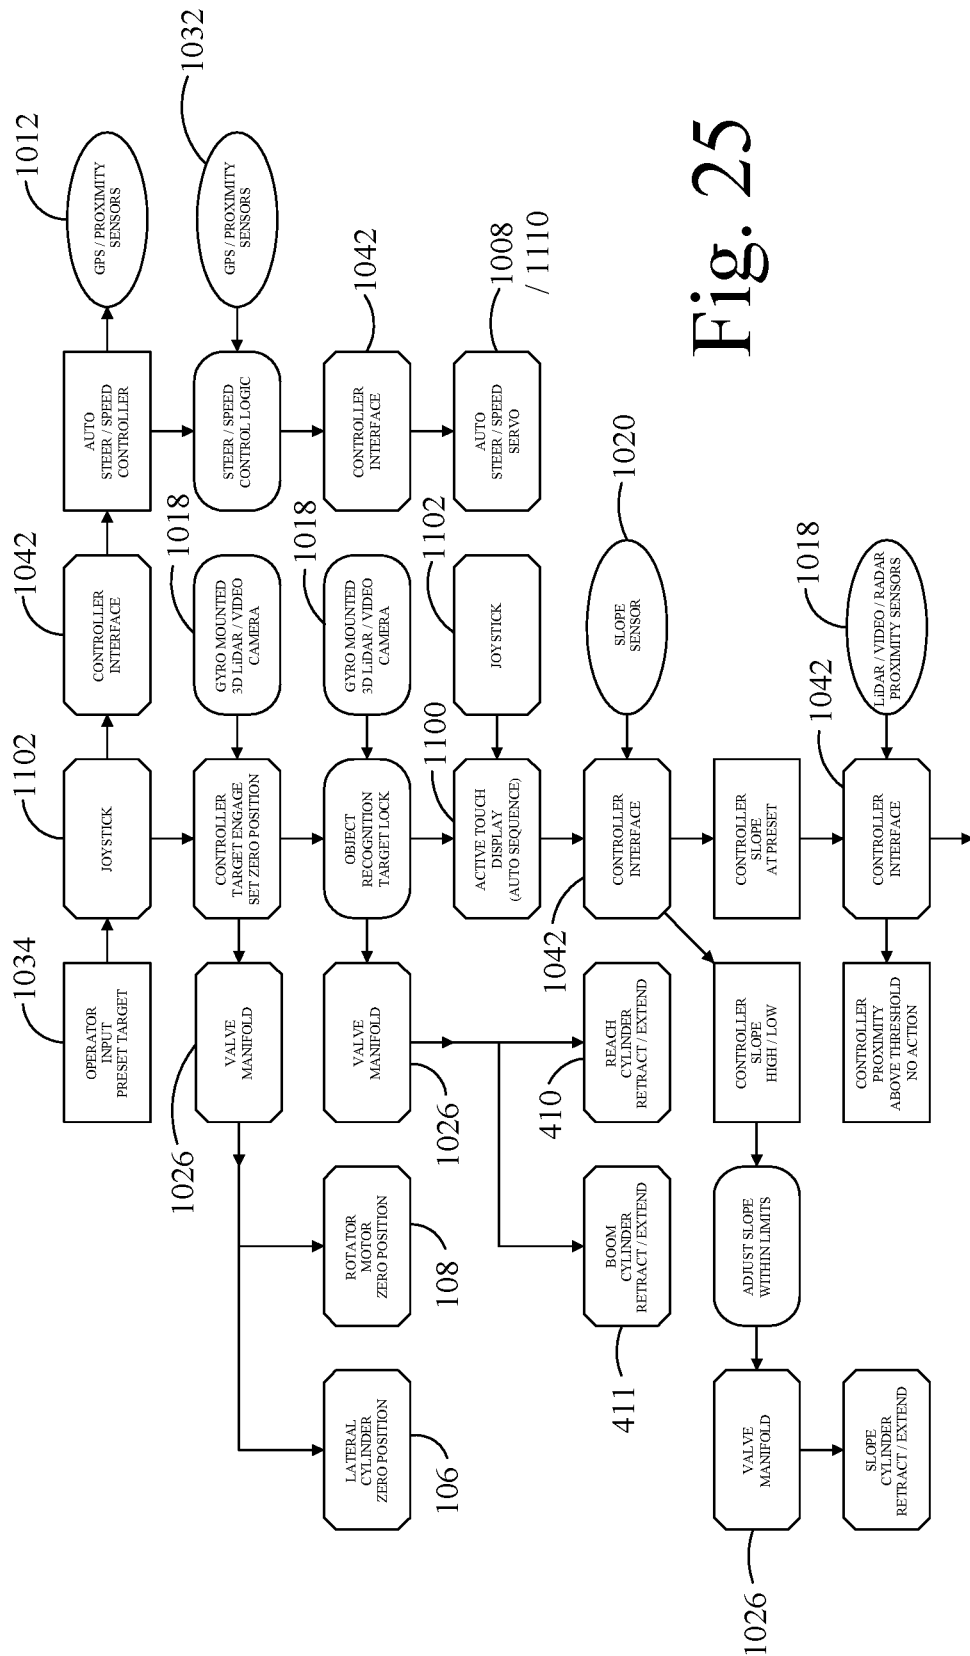 1034
1102
1042
1012
OPERATOR
INPUT
PRESET TARGET
JOYSTICK
CONTROLLER
INTERFACE
AUTO
STEER / SPEED
CONTROLLER
GPS / PROXIMITY
SENSORS
1032
1026
VALVE
MANIFOLD
CONTROLLER
TARGET ENGAGE
SET ZERO POSITION
1018
GYRO MOUNTED
3D LiDAR / VIDEO
CAMERA
STEER / SPEED
CONTROL LOGIC
GPS / PROXIMITY
SENSORS
LATERAL
CYLINDER
ZERO POSITION
106
ROTATOR
MOTOR
ZERO POSITION
108
VALVE
MANIFOLD
1026
OBJECT
RECOGNITION
TARGET LOCK
1018
GYRO MOUNTED
3D LiDAR / VIDEO
CAMERA
CONTROLLER
INTERFACE
1042
1100
ACTIVE TOUCH
DISPLAY
(AUTO SEQUENCE)
1102
JOYSTICK
AUTO
STEER / SPEED
SERVO
1008
/ 1110
BOOM
CYLINDER
RETRACT / EXTEND
411
410
REACH
CYLINDER
RETRACT / EXTEND
1042
CONTROLLER
INTERFACE
SLOPE
SENSOR
1020
1026
VALVE
MANIFOLD
ADJUST SLOPE
WITHIN LIMITS
CONTROLLER
SLOPE
HIGH / LOW
CONTROLLER
SLOPE
AT PRESET
SLOPE
CYLINDER
RETRACT / EXTEND
CONTROLLER
PROXIMITY
ABOVE THRESHOLD
NO ACTION
1042
CONTROLLER
INTERFACE
1018
LiDAR / VIDEO / RADAR
PROXIMITY SENSORS
Fig. 25